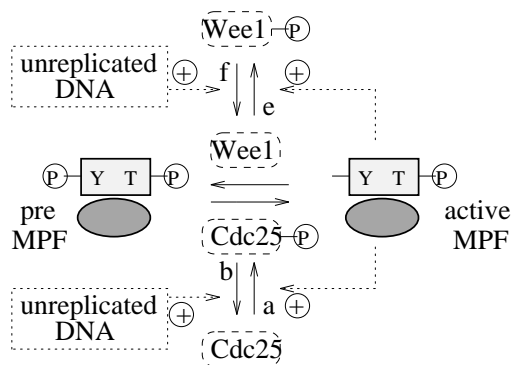 Wee1 P
unreplicated
DNA
+ f +
e
Wee1
P Y T P
Y T P
pre
MPF
active
MPF
Cdc25 P
b
a
unreplicated
DNA
+ +
Cdc25